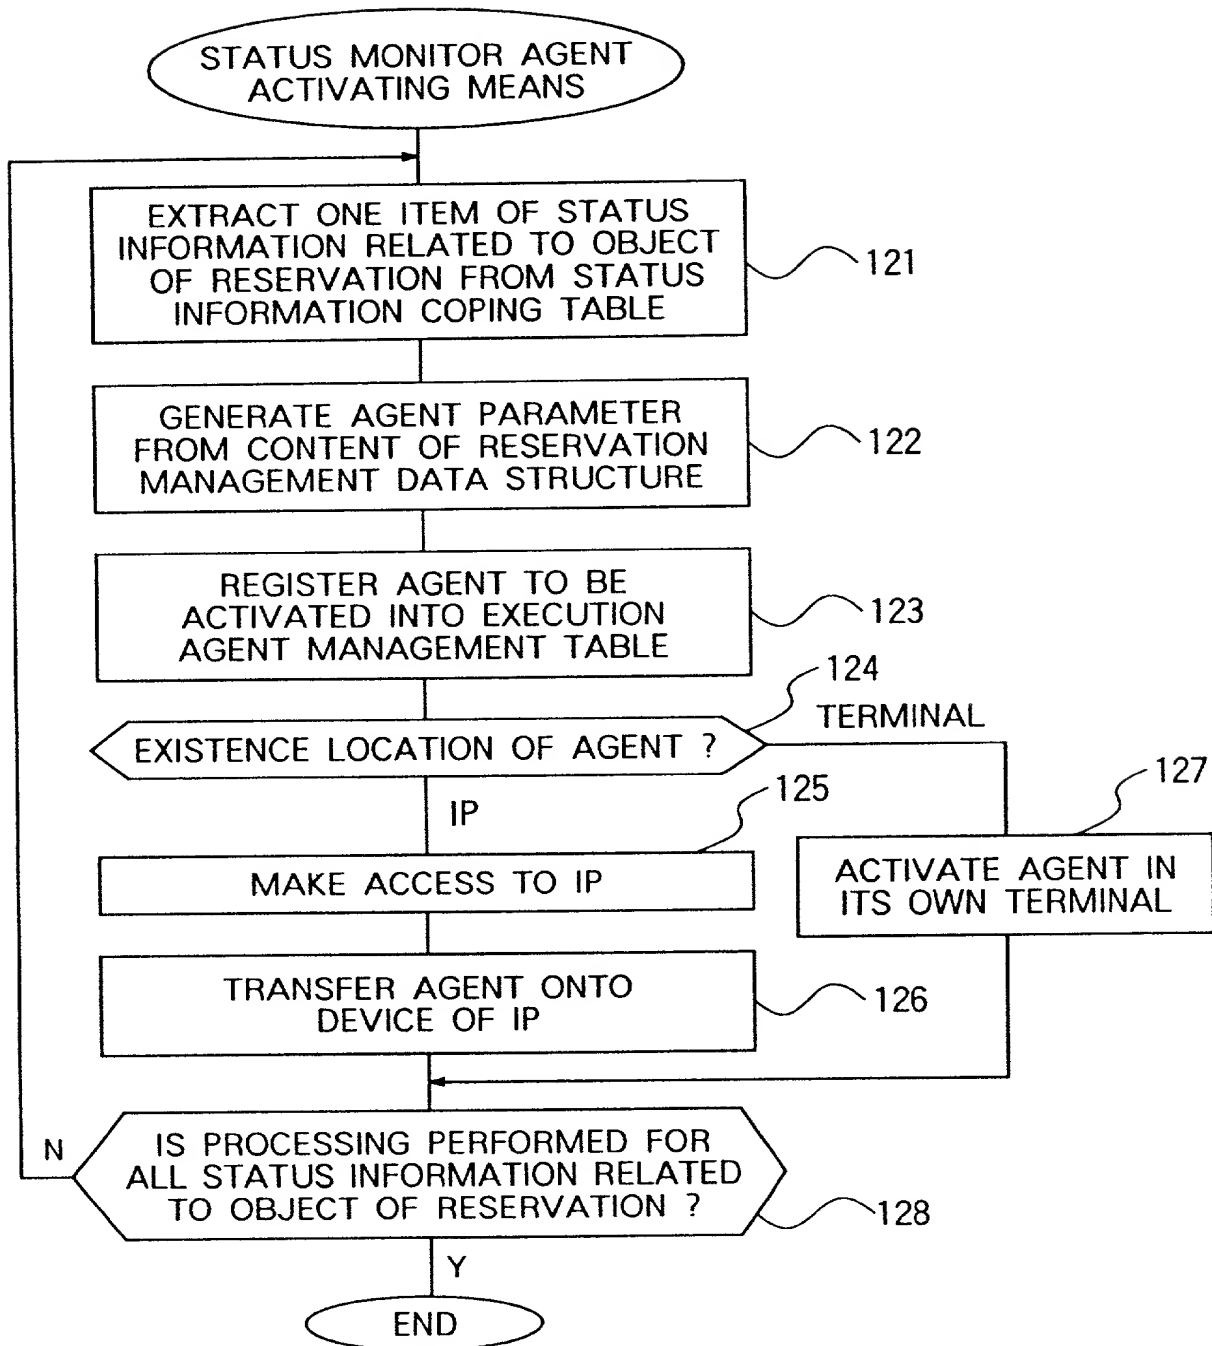 STATUS MONITOR AGENT
ACTIVATING MEANS
EXTRACT ONE ITEM OF STATUS
INFORMATION RELATED TO OBJECT
OF RESERVATION FROM STATUS
INFORMATION COPING TABLE
121
GENERATE AGENT PARAMETER
FROM CONTENT OF RESERVATION
MANAGEMENT DATA STRUCTURE
122
REGISTER AGENT TO BE
ACTIVATED INTO EXECUTION
AGENT MANAGEMENT TABLE
123
124
EXISTENCE LOCATION OF AGENT ?
TERMINAL
IP
125
MAKE ACCESS TO IP
127
ACTIVATE AGENT IN
ITS OWN TERMINAL
TRANSFER AGENT ONTO
DEVICE OF IP
126
N
IS PROCESSING PERFORMED FOR
ALL STATUS INFORMATION RELATED
TO OBJECT OF RESERVATION ?
128
Y
END